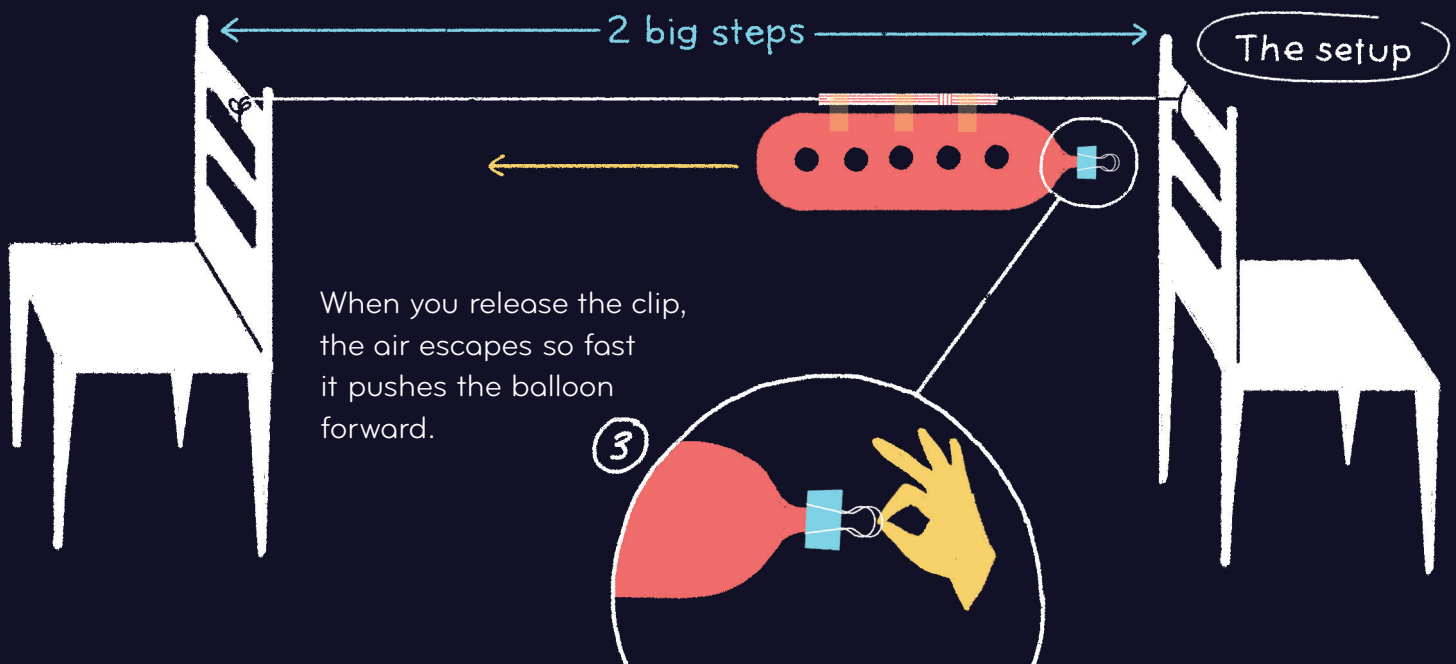 2 big steps
The setup
When you release the clip,
the air escapes so fast
it pushes the balloon
forward.
3